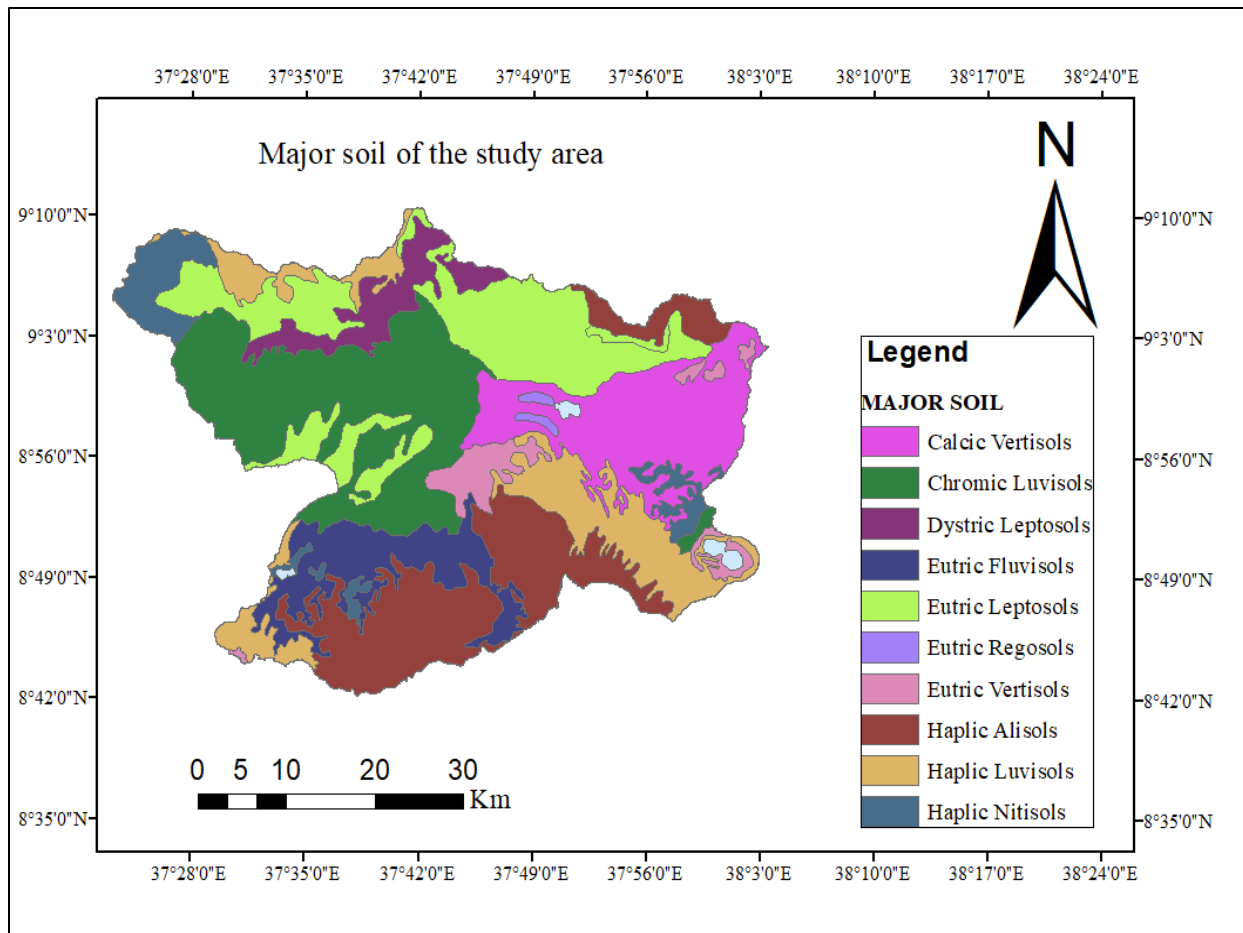 37°28'0"E 37°35'0"E 37°42'0"E 37°49'0"E 37°56'0"E 38°3'0"E 38°10'0"E 38°17'0"E 38°24'0"E
Major soil of the study area
N
9°10'0"N 9°10'0"N
9°3'0"N 9°3'0"N
8°56'0"N 8°56'0"N
8°49'0"N 8°49'0"N
8°42'0"N 8°42'0"N
8°35'0"N 8°35'0"N
Legend
MAJOR SOIL
Calcic Vertisols
Chromic Luvisols
Dystric Leptosols
Eutric Fluvisols
Eutric Leptosols
Eutric Regosols
Eutric Vertisols
Haplic Alisols
Haplic Luvisols
Haplic Nitisols
0 5 10 20 30
Km
37°28'0"E 37°35'0"E 37°42'0"E 37°49'0"E 37°56'0"E 38°3'0"E 38°10'0"E 38°17'0"E 38°24'0"E